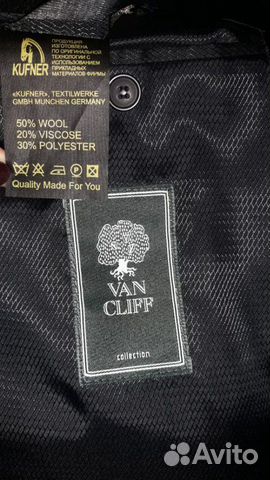 KUFNER
ПРОДУКЦИЯ
ИЗГОТОВЛЕНА
ПО ОРИГИНАЛЬНОЙ
ТЕХНОЛОГИИ С
ИСПОЛЬЗОВАНИЕМ
ПРИКЛАДНЫХ
МАТЕРИАЛОВ ФИРМЫ
«KUFNER», TEXTILWERKE
GMBH MUNCHEN GERMANY
50% WOOL
20% VISCOSE
30% POLYESTER
Quality Made For You
VAN
CLIFF
collection
Avito